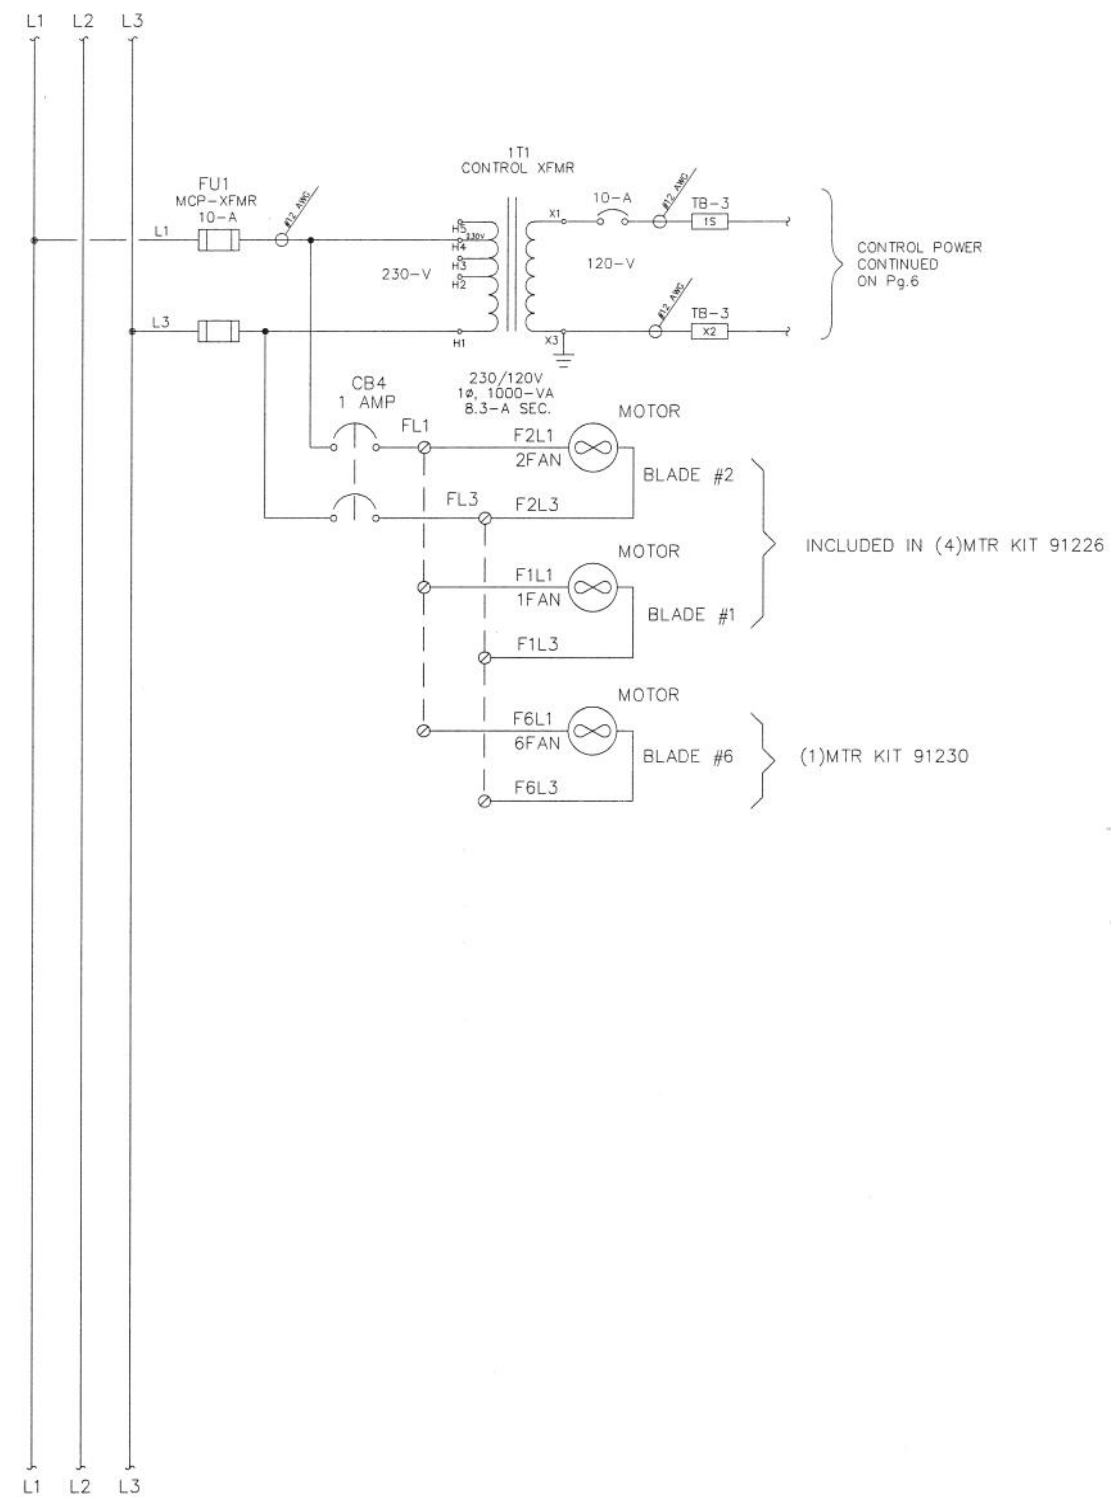 L1 L2 L3
1T1
CONTROL XFMR
FU1
MCP-XFMR
10-A
#12 AWG
L1
H5
230V
H4
H3
H2
230-V
X1
10-A
#12 AWG
TB-3
1S
120-V
CONTROL POWER
CONTINUED
ON Pg.6
L3
H1
X3
#12 AWG
TB-3
X2
230/120V
1ø, 1000-VA
8.3-A SEC.
CB4
1 AMP
FL1
F2L1
2FAN
MOTOR
BLADE #2
FL3
F2L3
INCLUDED IN (4)MTR KIT 91226
MOTOR
F1L1
1FAN
BLADE #1
F1L3
MOTOR
F6L1
6FAN
BLADE #6
(1)MTR KIT 91230
F6L3
L1 L2 L3